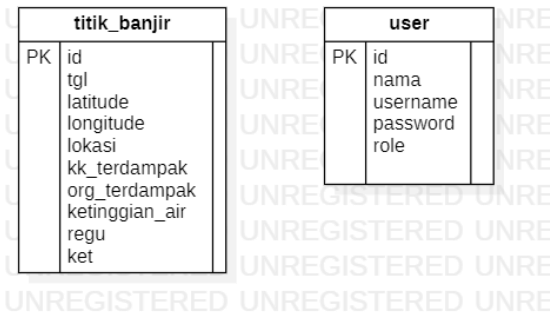 titik_banjir
PK id
tgl
latitude
longitude
lokasi
kk_terdampak
org_terdampak
ketinggian_air
regu
ket
user
PK id
nama
username
password
role
UNREGISTERED UNREGISTERED UNRE